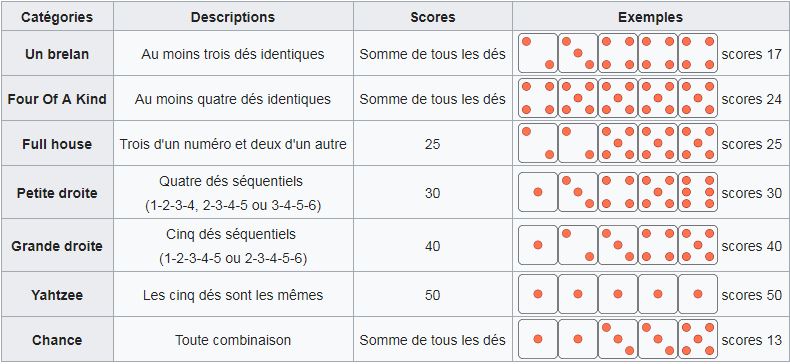 Catégories Descriptions Scores Exemples
Un brelan Au moins trois dés identiques Somme de tous les dés scores 17
Four Of A Kind Au moins quatre dés identiques Somme de tous les dés scores 24
Full house Trois d'un numéro et deux d'un autre 25 scores 25
Petite droite Quatre dés séquentiels
(1-2-3-4, 2-3-4-5 ou 3-4-5-6) 30 scores 30
Grande droite Cinq dés séquentiels
(1-2-3-4-5 ou 2-3-4-5-6) 40 scores 40
Yahtzee Les cinq dés sont les mêmes 50 scores 50
Chance Toute combinaison Somme de tous les dés scores 13